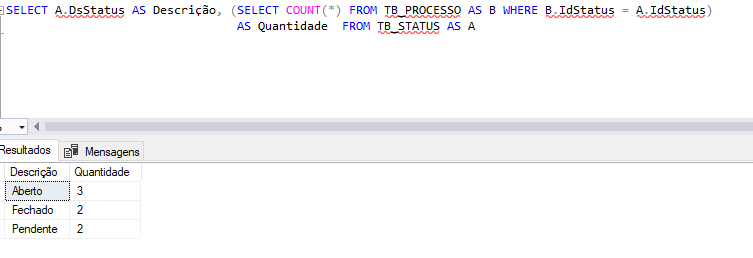 SELECT A.DsStatus AS Descrição, (SELECT COUNT(*) FROM TB_PROCESSO AS B WHERE B.IdStatus = A.IdStatus)
AS Quantidade FROM TB_STATUS AS A
Resultados Mensagens
Descrição Quantidade
Aberto 3
Fechado 2
Pendente 2